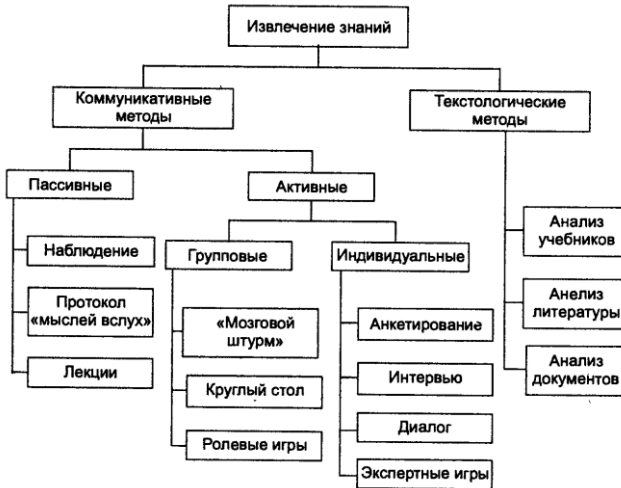 Извлечение знаний
Коммуникативные
методы
Текстологические
методы
Пассивные
Активные
Наблюдение
Протокол
«мыслей вслух»
Лекции
Групповые
«Мозговой
штурм»
Круглый стол
Ролевые игры
Индивидуальные
Анкетирование
Интервью
Диалог
Экспертные игры
Анализ
учебников
Анелиз
литературы
Анализ
документов